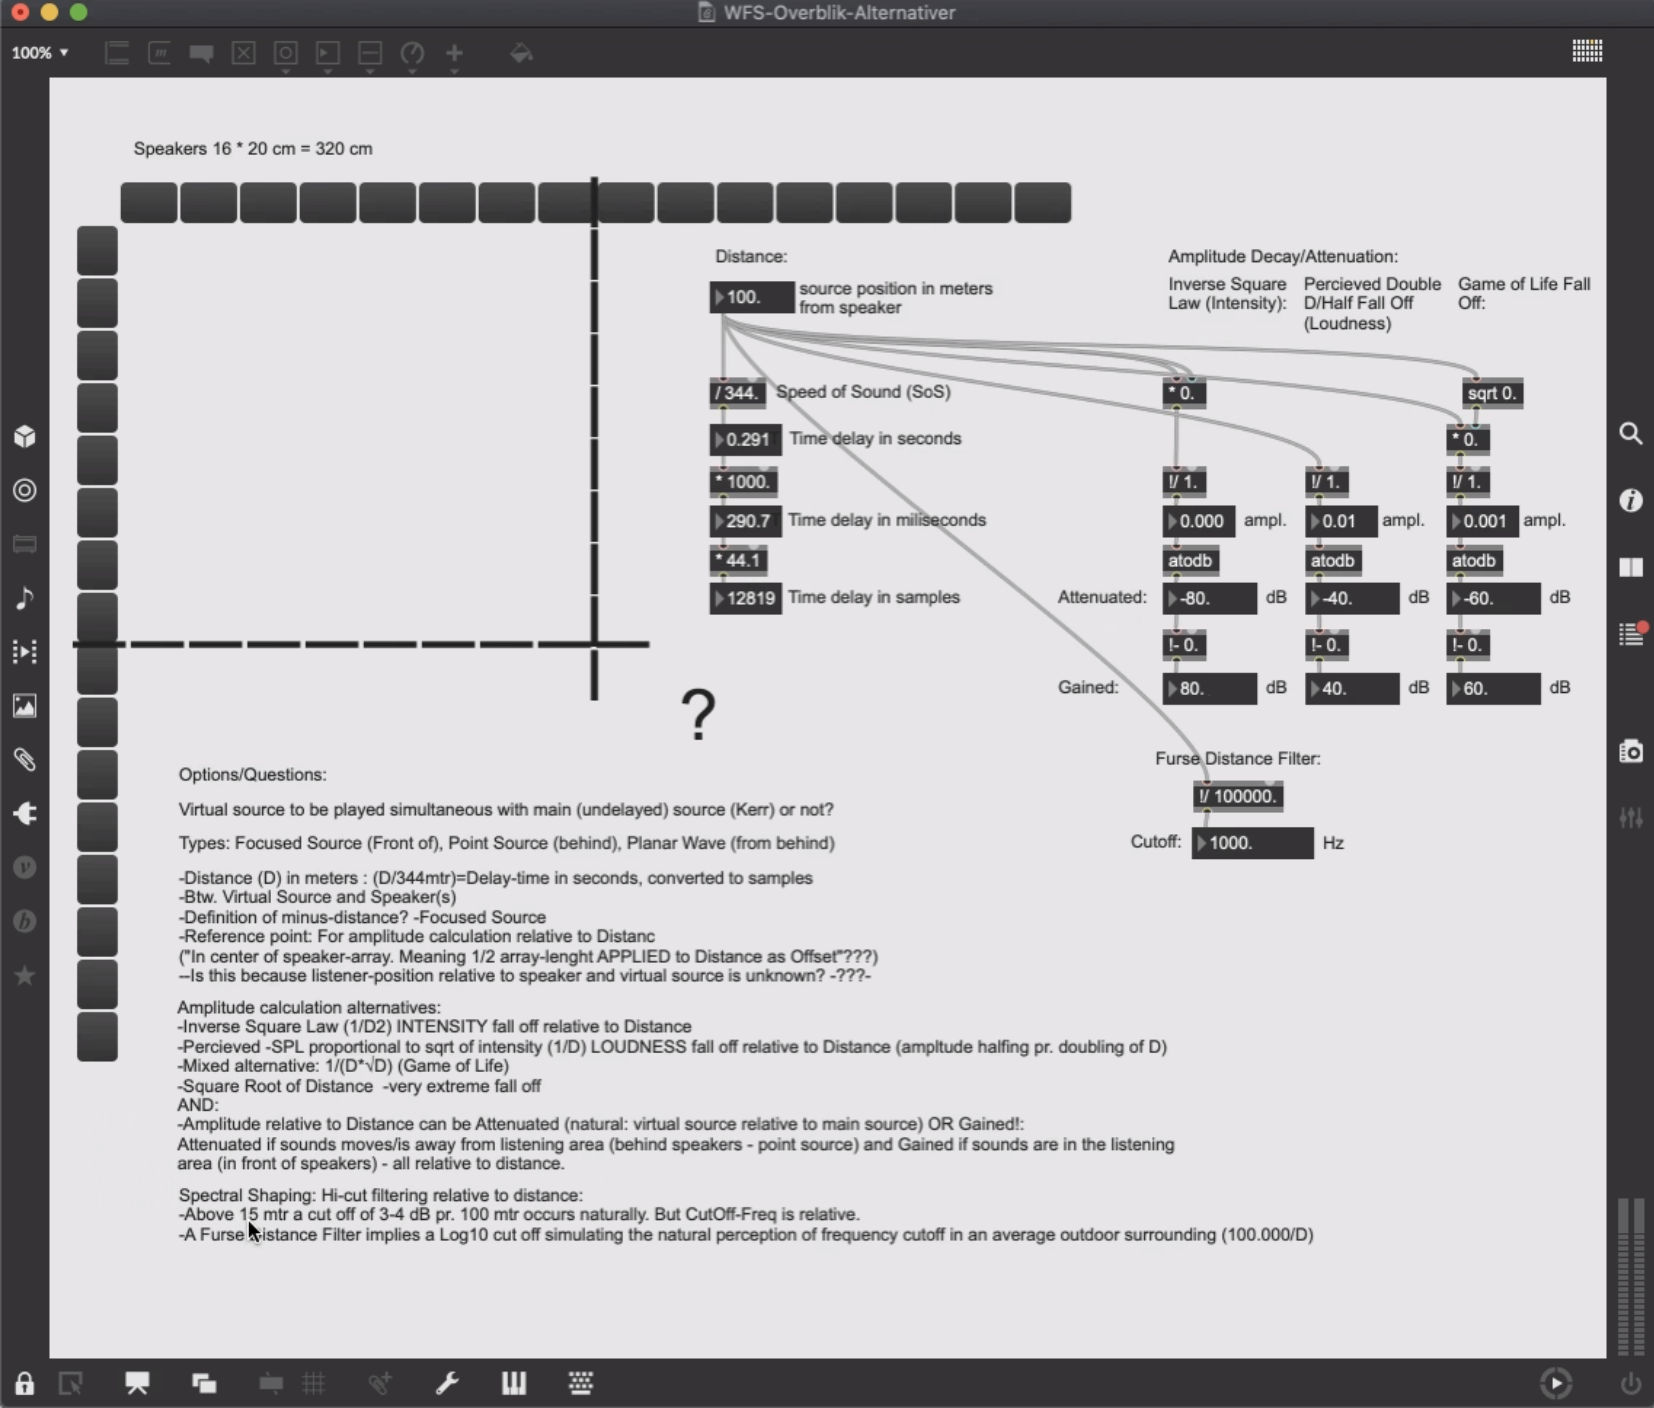 WFS-Overblik-Alternativer
100%
Speakers 16 * 20 cm = 320 cm
Distance:
100.
source position in meters
from speaker
/ 344.
Speed of Sound (SoS)
0.291
Time delay in seconds
* 1000.
290.7
Time delay in miliseconds
* 44.1
12819
Time delay in samples
Amplitude Decay/Attenuation:
Inverse Square
Law (Intensity):
Percieved Double
D/Half Fall Off
(Loudness)
Game of Life Fall
Off:
* 0.
sqrt 0.
* 0.
!/ 1.
!/ 1.
!/ 1.
0.000
ampl.
0.01
ampl.
0.001
ampl.
atodb
atodb
atodb
Attenuated:
-80.
dB
-40.
dB
-60.
dB
!- 0.
!- 0.
!- 0.
Gained:
80.
dB
40.
dB
60.
dB
?
Furse Distance Filter:
!/ 100000.
Cutoff:
1000.
Hz
Options/Questions:
Virtual source to be played simultaneous with main (undelayed) source (Kerr) or not?
Types: Focused Source (Front of), Point Source (behind), Planar Wave (from behind)
-Distance (D) in meters : (D/344mtr)=Delay-time in seconds, converted to samples
-Btw. Virtual Source and Speaker(s)
-Definition of minus-distance? -Focused Source
-Reference point: For amplitude calculation relative to Distanc
("In center of speaker-array. Meaning 1/2 array-lenght APPLIED to Distance as Offset"???)
--Is this because listener-position relative to speaker and virtual source is unknown? -???-
Amplitude calculation alternatives:
-Inverse Square Law (1/D2) INTENSITY fall off relative to Distance
-Percieved -SPL proportional to sqrt of intensity (1/D) LOUDNESS fall off relative to Distance (ampltude halfing pr. doubling of D)
-Mixed alternative: 1/(D*√D) (Game of Life)
-Square Root of Distance  -very extreme fall off
AND:
-Amplitude relative to Distance can be Attenuated (natural: virtual source relative to main source) OR Gained!:
Attenuated if sounds moves/is away from listening area (behind speakers - point source) and Gained if sounds are in the listening
area (in front of speakers) - all relative to distance.
Spectral Shaping: Hi-cut filtering relative to distance:
-Above 15 mtr a cut off of 3-4 dB pr. 100 mtr occurs naturally. But CutOff-Freq is relative.
-A Furse Distance Filter implies a Log10 cut off simulating the natural perception of frequency cutoff in an average outdoor surrounding (100.000/D)